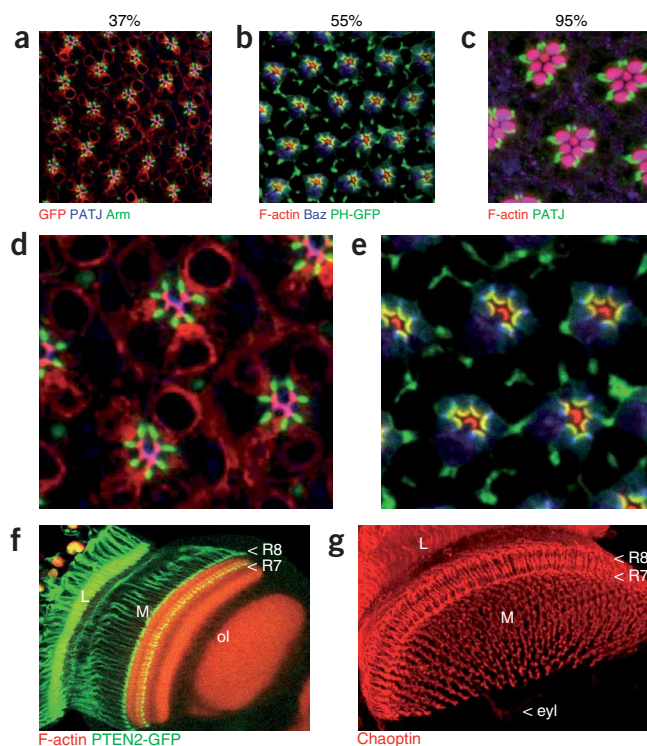 37%
55%
95%
a
b
c
GFP PATJ Arm
F-actin Baz PH-GFP
F-actin PATJ
d
e
f
< R8
< R7
L
M
ol
F-actin PTEN2-GFP
g
L
< R8
< R7
M
< eyl
Chaoptin